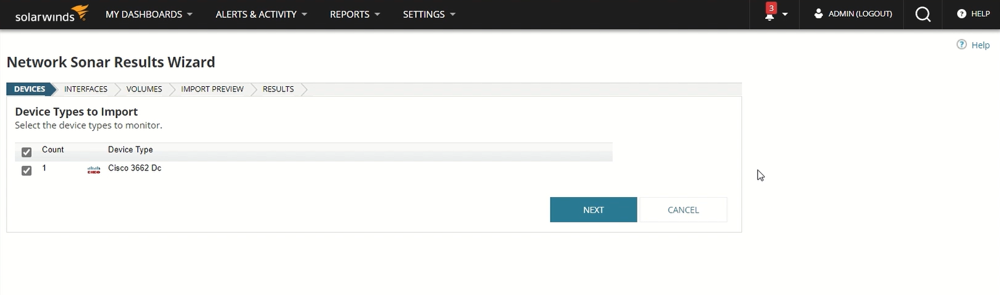 solarwinds MY DASHBOARDS ALERTS & ACTIVITY REPORTS SETTINGS 3 ADMIN (LOGOUT) ? HELP
? Help
Network Sonar Results Wizard
DEVICES INTERFACES VOLUMES IMPORT PREVIEW RESULTS
Device Types to Import
Select the device types to monitor.
Count Device Type
1 CISCO Cisco 3662 Dc
NEXT CANCEL